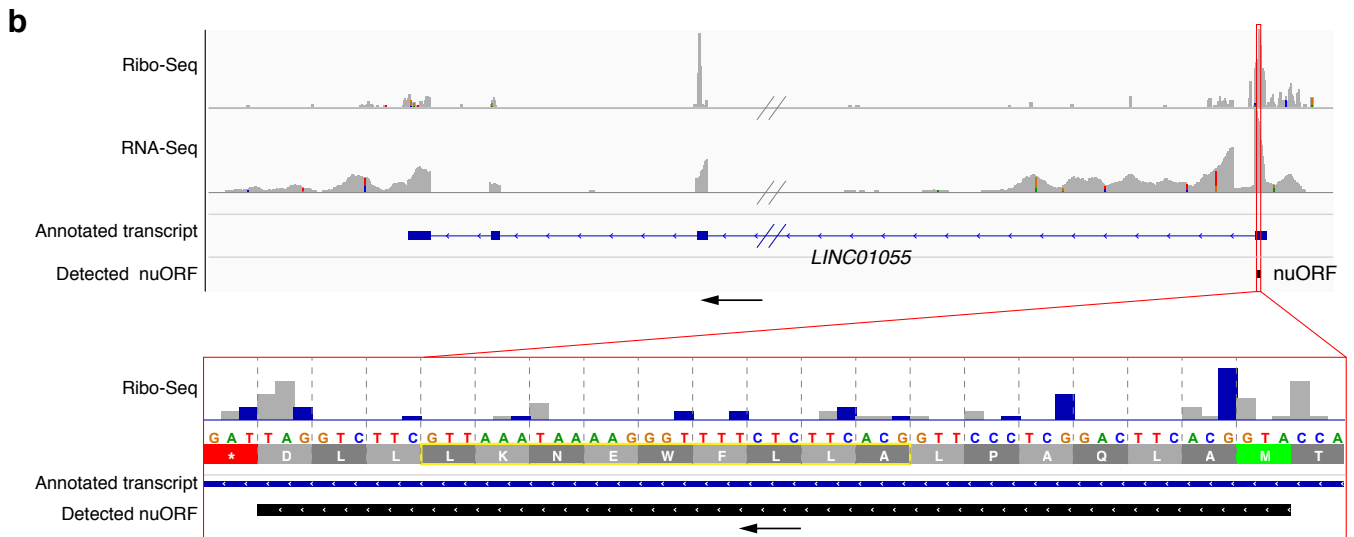 b
Ribo-Seq
RNA-Seq
Annotated transcript
LINC01055
Detected nuORF
nuORF
Ribo-Seq
G A T T A G G T C T T C G T T A A A T A A A A G G G T T T T C T C T T C A C G G T T C C C T C G G A C T T C A C G G T A C C A
* D L L L K N E W F L L A L P A Q L A M T
Annotated transcript
Detected nuORF